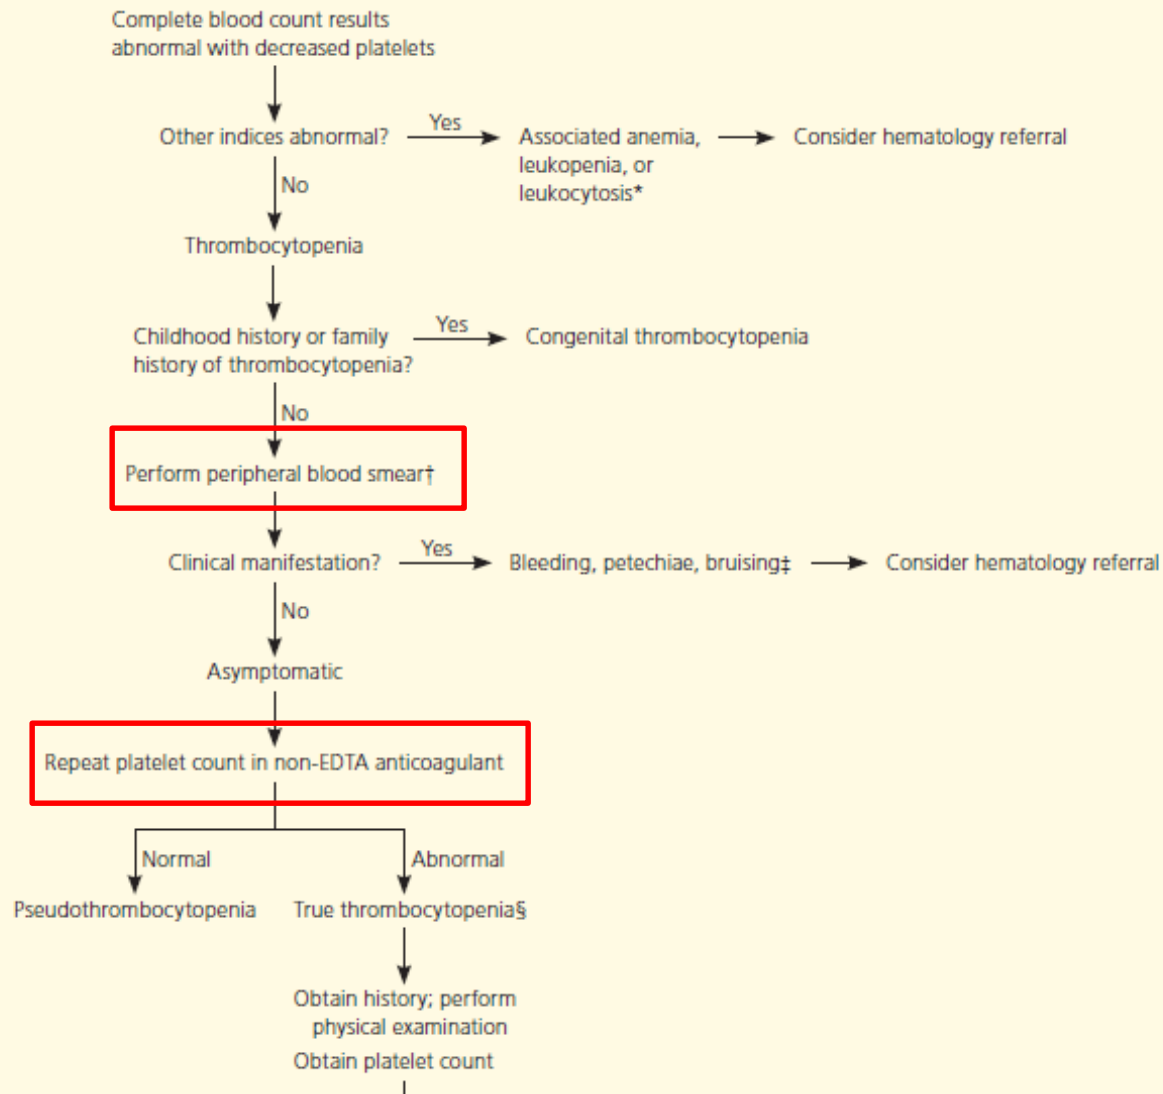 Complete blood count results
abnormal with decreased platelets
Other indices abnormal?
Yes
Associated anemia,
leukopenia, or
leukocytosis*
Consider hematology referral
No
Thrombocytopenia
Childhood history or family
history of thrombocytopenia?
Yes
Congenital thrombocytopenia
No
Perform peripheral blood smear†
Clinical manifestation?
Yes
Bleeding, petechiae, bruising‡
Consider hematology referral
No
Asymptomatic
Repeat platelet count in non-EDTA anticoagulant
Normal
Abnormal
Pseudothrombocytopenia
True thrombocytopenia§
Obtain history; perform
physical examination
Obtain platelet count